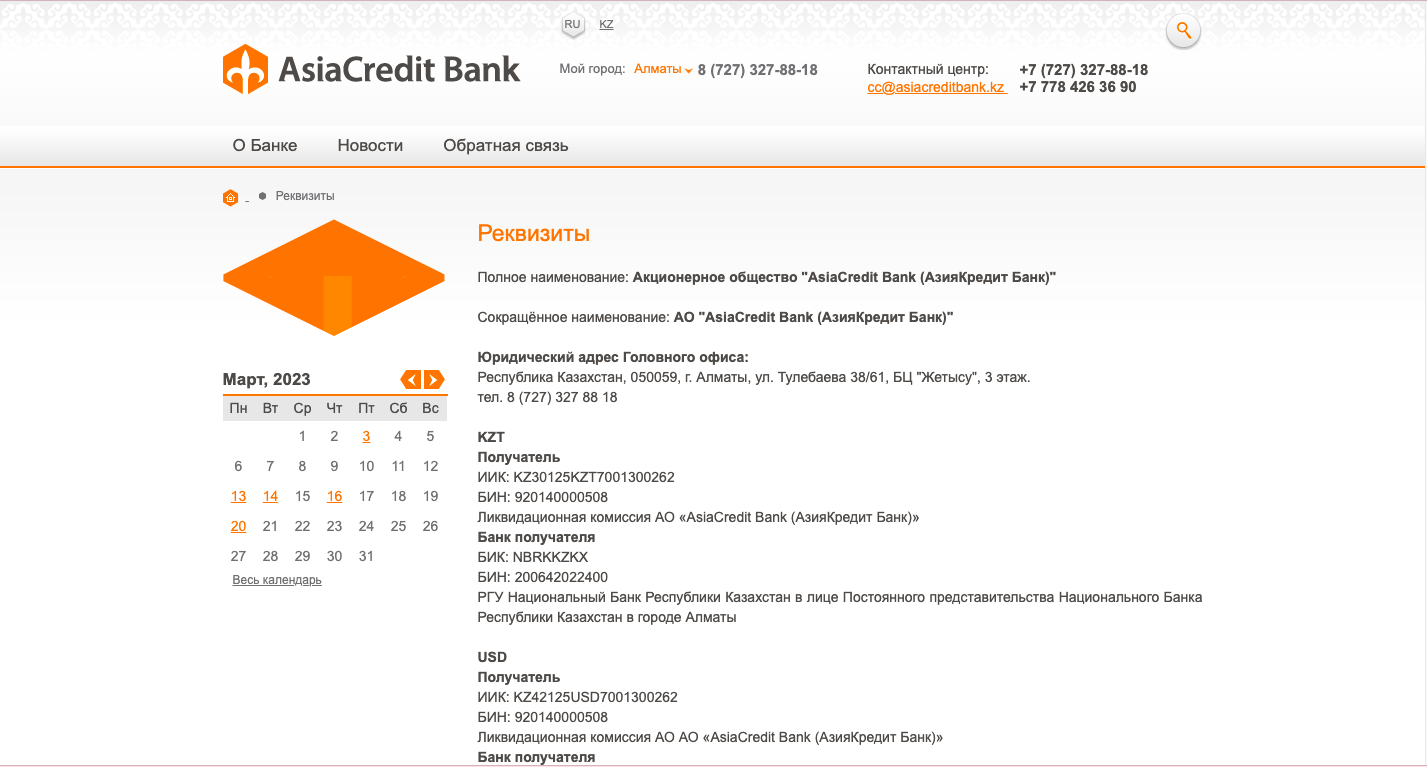 RU KZ
AsiaCredit Bank
Мой город: Алматы 8 (727) 327-88-18
Контактный центр: +7 (727) 327-88-18
cc@asiacreditbank.kz +7 778 426 36 90
О Банке Новости Обратная связь
Реквизиты
Реквизиты
Полное наименование: Акционерное общество "AsiaCredit Bank (АзияКредит Банк)"
Сокращённое наименование: АО "AsiaCredit Bank (АзияКредит Банк)"
Юридический адрес Головного офиса:
Республика Казахстан, 050059, г. Алматы, ул. Тулебаева 38/61, БЦ "Жетысу", 3 этаж.
тел. 8 (727) 327 88 18
Март, 2023
Пн Вт Ср Чт Пт Сб Вс
1 2 3 4 5
6 7 8 9 10 11 12
13 14 15 16 17 18 19
20 21 22 23 24 25 26
27 28 29 30 31
Весь календарь
KZT
Получатель
ИИК: KZ30125KZT7001300262
БИН: 920140000508
Ликвидационная комиссия АО «AsiaCredit Bank (АзияКредит Банк)»
Банк получателя
БИК: NBRKKZKX
БИН: 200642022400
РГУ Национальный Банк Республики Казахстан в лице Постоянного представительства Национального Банка
Республики Казахстан в городе Алматы
USD
Получатель
ИИК: KZ42125USD7001300262
БИН: 920140000508
Ликвидационная комиссия АО АО «AsiaCredit Bank (АзияКредит Банк)»
Банк получателя